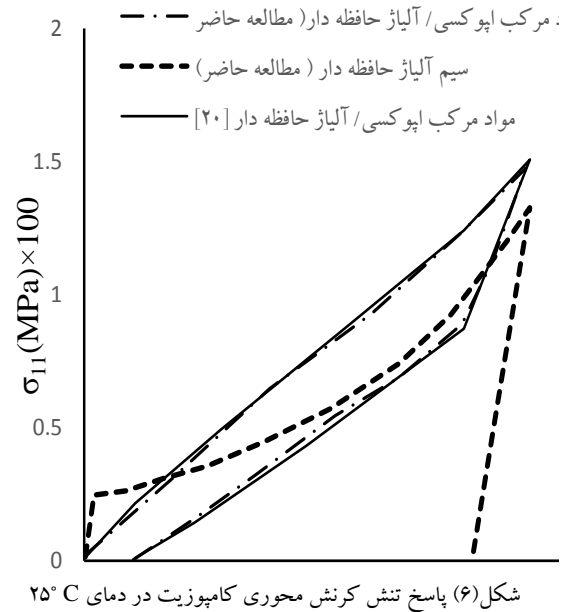 مرکب اپوکسی/ آلیاژ حافظه دار( مطالعه حاضر
سیم آلیاژ حافظه دار ( مطالعه حاضر)
مواد مرکب اپوکسی/ آلیاژ حافظه دار [۲۰]
2
1.5
1
0.5
0
σ11(MPa)×100
شکل(۶) پاسخ تنش کرنش محوری کامپوزیت در دمای ۲۵° C